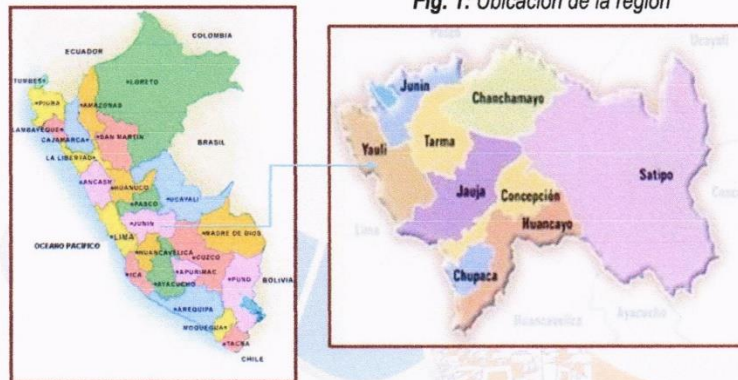 Fig. 1: Ubicación de la región
COLOMBIA
ECUADOR
TUMBES
LORETO
PIURA
AMAZONAS
LAMBAYEQUE
CAJAMARCA
SAN MARTIN
BRASIL
LA LIBERTAD
ANCASH
HUANUCO
UCAYALI
PASCO
JUNIN
MADRE DE DIOS
LIMA
OCEANO PACIFICO
HUANCAVELICA
CUZCO
ICA
APURIMAC
PUNO
BOLIVIA
AYACUCHO
AREQUIPA
MOQUEGUA
TACNA
CHILE
Pasco
Ucayali
Junín
Chanchamayo
Yauli
Tarma
Satipo
Jauja
Concepción
Lima
Huancayo
Chupaca
Huancavelica
Ayacucho